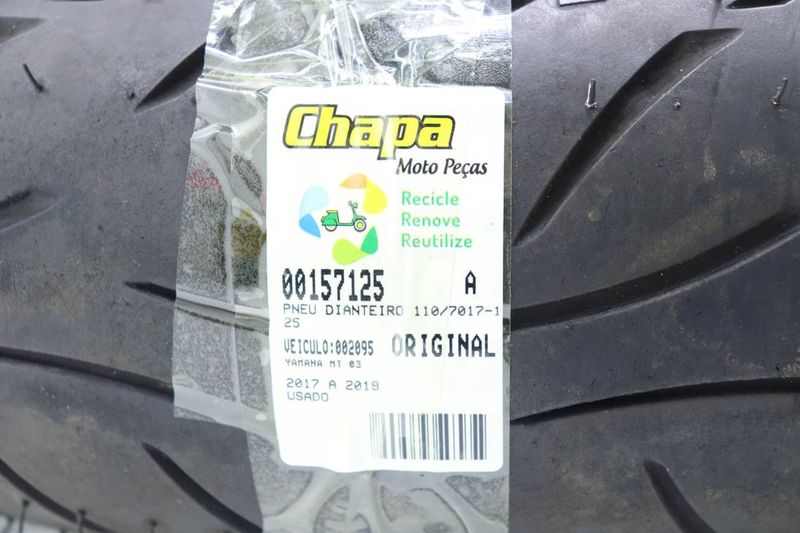 Chapa
Moto Peças
Recicle
Renove
Reutilize
00157125 A
PNEU DIANTEIRO 110/7017-1
25
VEICULO:002095 ORIGINAL
YAMAHA MT 03
2017 A 2019
USADO